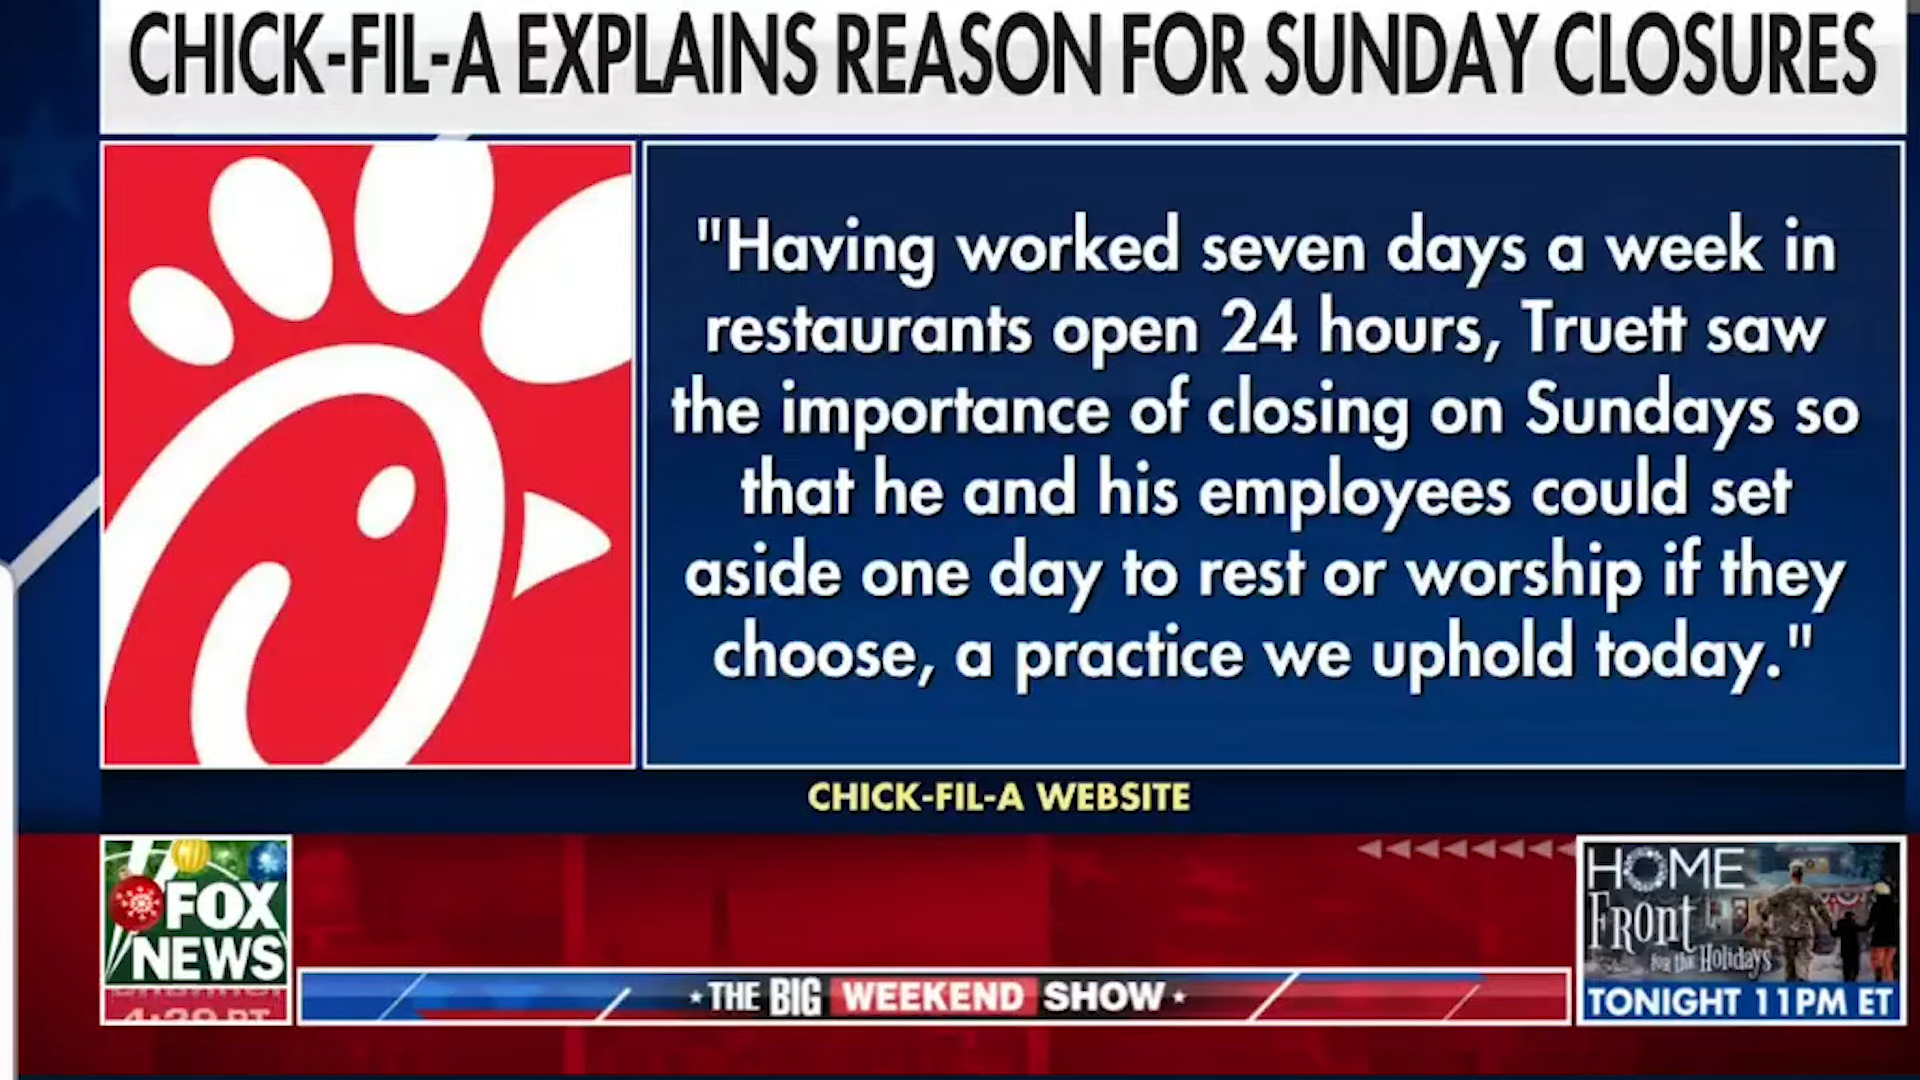 CHICK-FIL-A EXPLAINS REASON FOR SUNDAY CLOSURES
"Having worked seven days a week in
restaurants open 24 hours, Truett saw
the importance of closing on Sundays so
that he and his employees could set
aside one day to rest or worship if they
choose, a practice we uphold today."
CHICK-FIL-A WEBSITE
FOX
NEWS
THE BIG WEEKEND SHOW
HOME
FRont
for the Holidays
TONIGHT 11PM ET